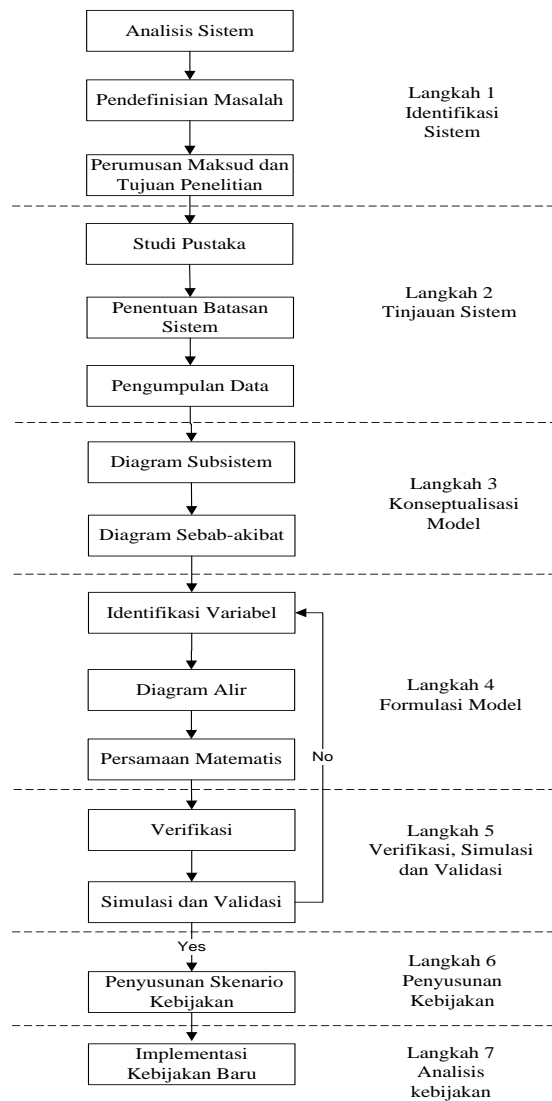 Analisis Sistem
Pendefinisian Masalah
Perumusan Maksud dan
Tujuan Penelitian
Langkah 1
Identifikasi
Sistem
Studi Pustaka
Penentuan Batasan
Sistem
Pengumpulan Data
Langkah 2
Tinjauan Sistem
Diagram Subsistem
Diagram Sebab-akibat
Langkah 3
Konseptualisasi
Model
Identifikasi Variabel
Diagram Alir
Persamaan Matematis
No
Langkah 4
Formulasi Model
Verifikasi
Simulasi dan Validasi
Langkah 5
Verifikasi, Simulasi
dan Validasi
Yes
Penyusunan Skenario
Kebijakan
Langkah 6
Penyusunan
Kebijakan
Implementasi
Kebijakan Baru
Langkah 7
Analisis
kebijakan